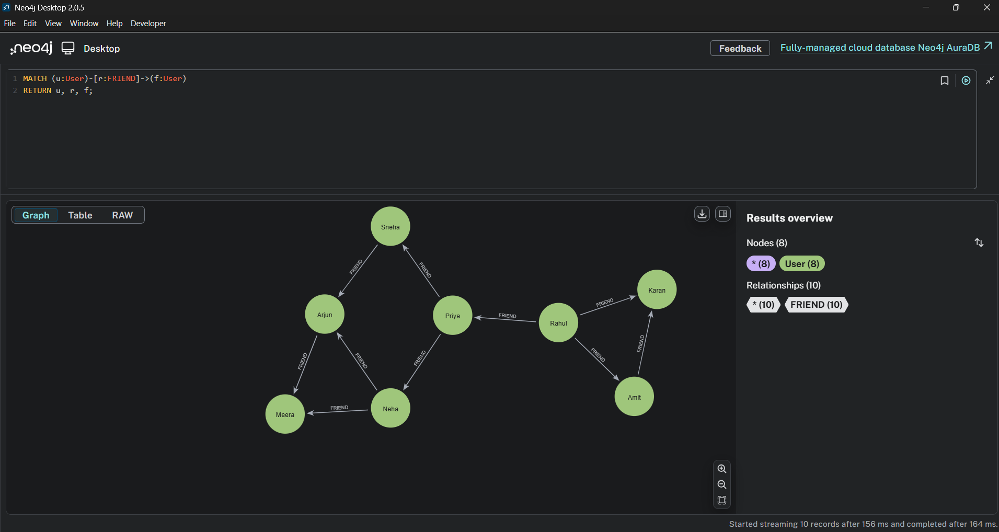 Neo4j Desktop 2.0.5
File Edit View Window Help Developer
neo4j Desktop Feedback Fully-managed cloud database Neo4j AuraDB
1 MATCH (u:User)-[r:FRIEND]->(f:User)
2 RETURN u, r, f;
Graph Table RAW
Sneha
FRIEND
FRIEND
Arjun
Priya
FRIEND
Rahul
FRIEND
Karan
FRIEND
FRIEND
FRIEND
FRIEND
FRIEND
Meera
FRIEND
Neha
Amit
Results overview
Nodes (8)
* (8) User (8)
Relationships (10)
* (10) FRIEND (10)
Started streaming 10 records after 156 ms and completed after 164 ms.